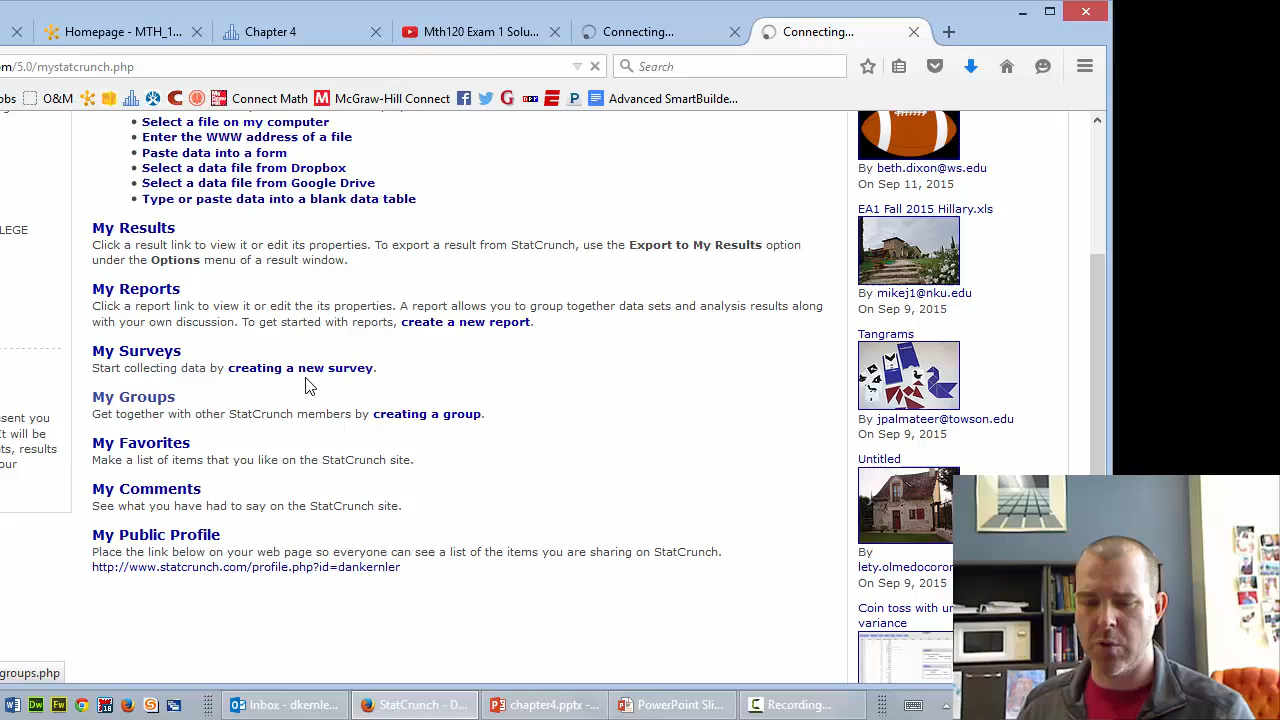 Homepage - MTH_1...
Chapter 4
Mth120 Exam 1 Solu...
Connecting...
Connecting...
m/5.0/mystatcrunch.php
Search
obs
O&M
Connect Math
McGraw-Hill Connect
Advanced SmartBuilde...
Select a file on my computer
Enter the WWW address of a file
Paste data into a form
Select a data file from Dropbox
Select a data file from Google Drive
Type or paste data into a blank data table
My Results
Click a result link to view it or edit its properties. To export a result from StatCrunch, use the Export to My Results option
under the Options menu of a result window.
My Reports
Click a report link to view it or edit the its properties. A report allows you to group together data sets and analysis results along
with your own discussion. To get started with reports, create a new report.
My Surveys
Start collecting data by creating a new survey.
My Groups
Get together with other StatCrunch members by creating a group.
My Favorites
Make a list of items that you like on the StatCrunch site.
My Comments
See what you have had to say on the StatCrunch site.
My Public Profile
Place the link below on your web page so everyone can see a list of the items you are sharing on StatCrunch.
http://www.statcrunch.com/profile.php?id=dankernler
LEGE
esent you
It will be
ts, results
our
By beth.dixon@ws.edu
On Sep 11, 2015
EA1 Fall 2015 Hillary.xls
By mikej1@nku.edu
On Sep 9, 2015
Tangrams
By jpalmateer@towson.edu
On Sep 9, 2015
Untitled
By
lety.olmedocoror
On Sep 9, 2015
Coin toss with un
variance
groups.php
Inbox - dkernle...
StatCrunch - D...
chapter4.pptx -...
PowerPoint Sli...
Recording...